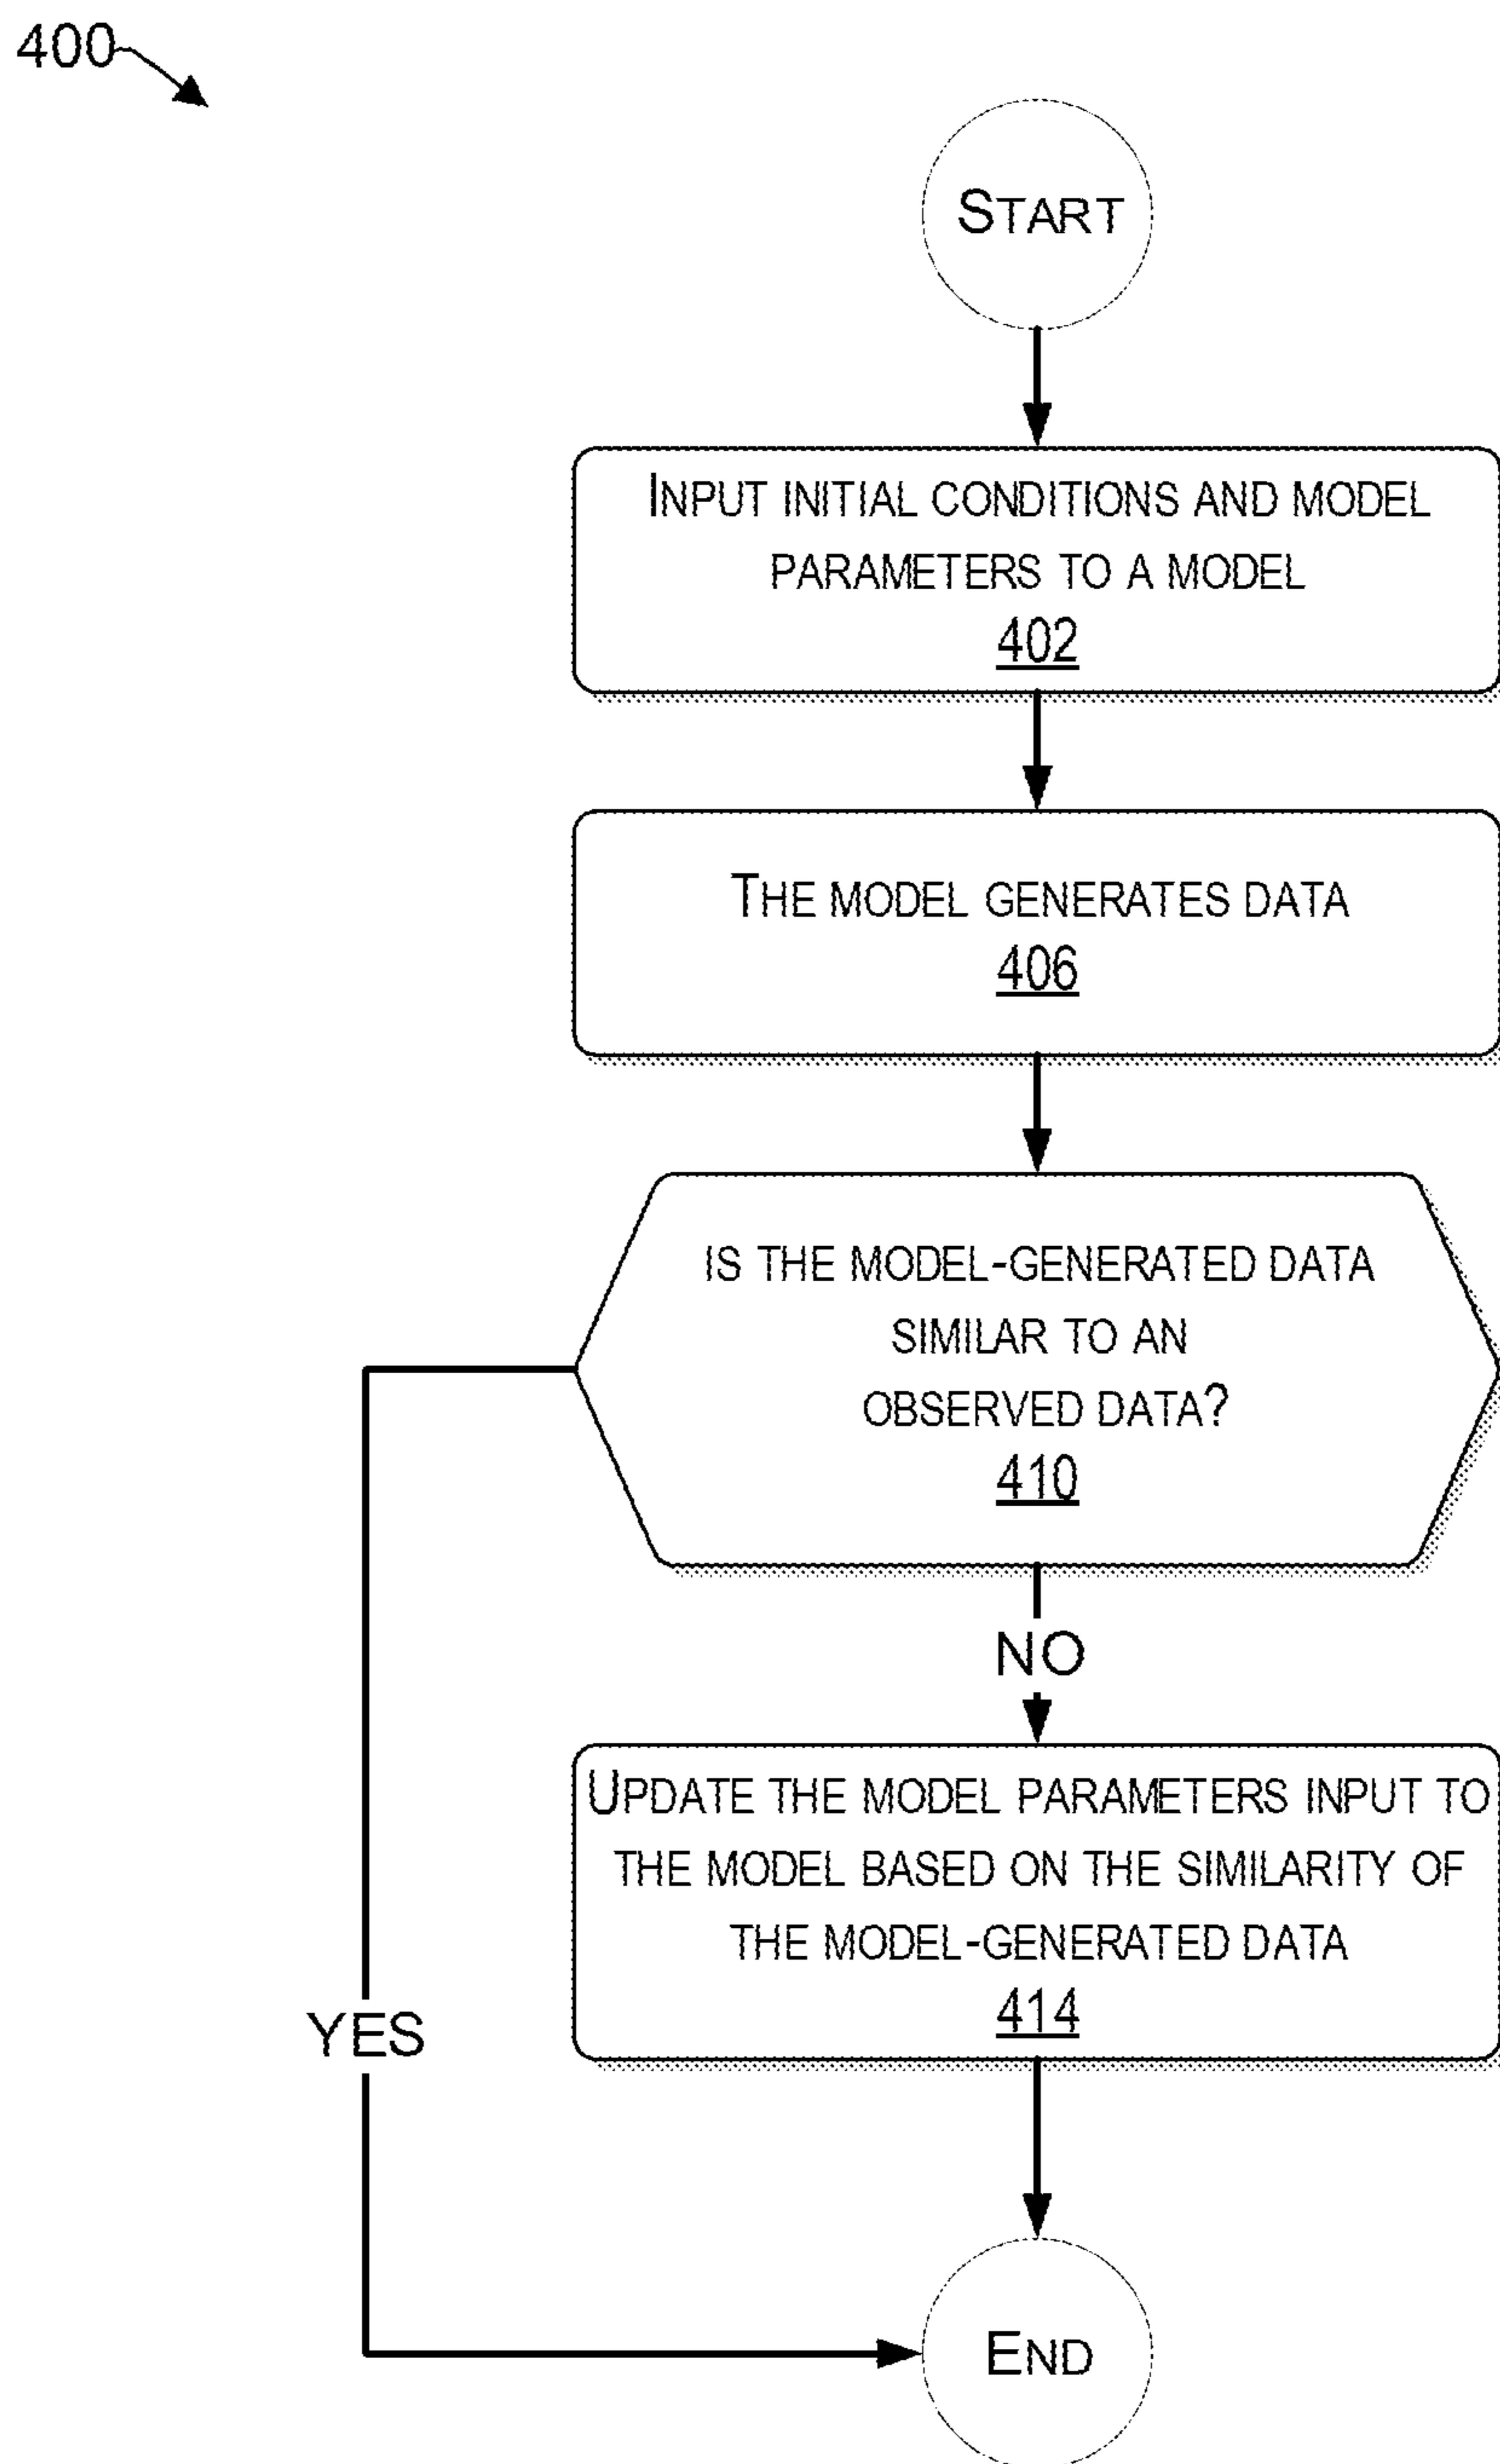 400
START
INPUT INITIAL CONDITIONS AND MODEL
PARAMETERS TO A MODEL
402
THE MODEL GENERATES DATA
406
IS THE MODEL-GENERATED DATA
SIMILAR TO AN
OBSERVED DATA?
410
NO
UPDATE THE MODEL PARAMETERS INPUT TO
THE MODEL BASED ON THE SIMILARITY OF
THE MODEL-GENERATED DATA
414
YES
END